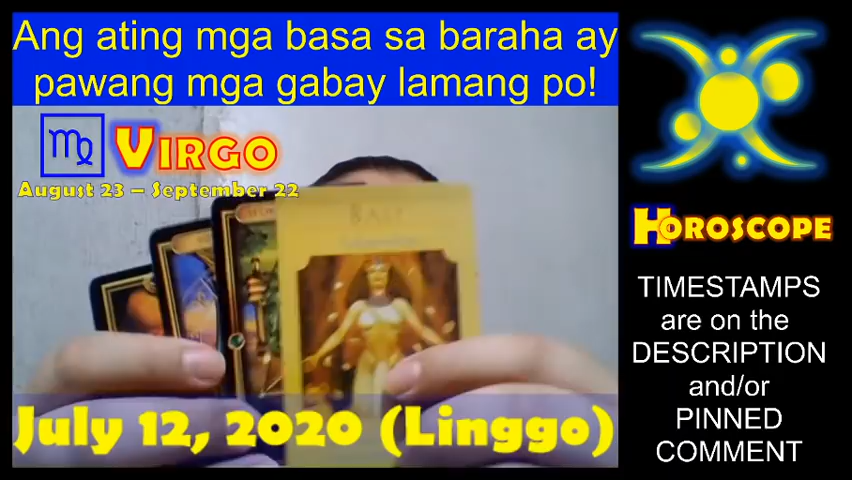 Ang ating mga basa sa baraha ay
pawang mga gabay lamang po!
VIRGO
August 23 – September 22
July 12, 2020 (Linggo)
HOROSCOPE
TIMESTAMPS
are on the
DESCRIPTION
and/or
PINNED
COMMENT